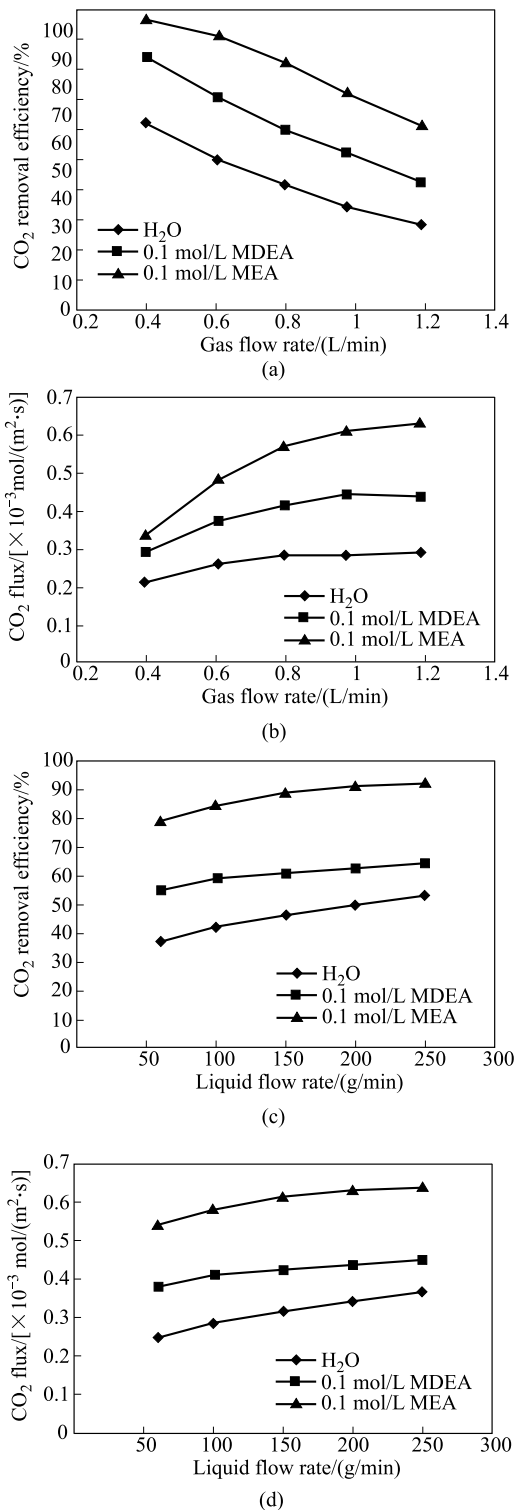 CO₂ removal efficiency/%
100
90
80
70
60
50
40
30
20
10
0
H₂O
0.1 mol/L MDEA
0.1 mol/L MEA
0.2 0.4 0.6 0.8 1 1.2 1.4
Gas flow rate/(L/min)
(a)
CO₂ flux/[×10⁻³mol/(m²·s)]
0.7
0.6
0.5
0.4
0.3
0.2
0.1
0
H₂O
0.1 mol/L MDEA
0.1 mol/L MEA
0.2 0.4 0.6 0.8 1 1.2 1.4
Gas flow rate/(L/min)
(b)
CO₂ removal efficiency/%
100
90
80
70
60
50
40
30
20
10
0
H₂O
0.1 mol/L MDEA
0.1 mol/L MEA
50 100 150 200 250 300
Liquid flow rate/(g/min)
(c)
CO₂ flux/[×10⁻³ mol/(m²·s)]
0.7
0.6
0.5
0.4
0.3
0.2
0.1
0
H₂O
0.1 mol/L MDEA
0.1 mol/L MEA
50 100 150 200 250 300
Liquid flow rate/(g/min)
(d)